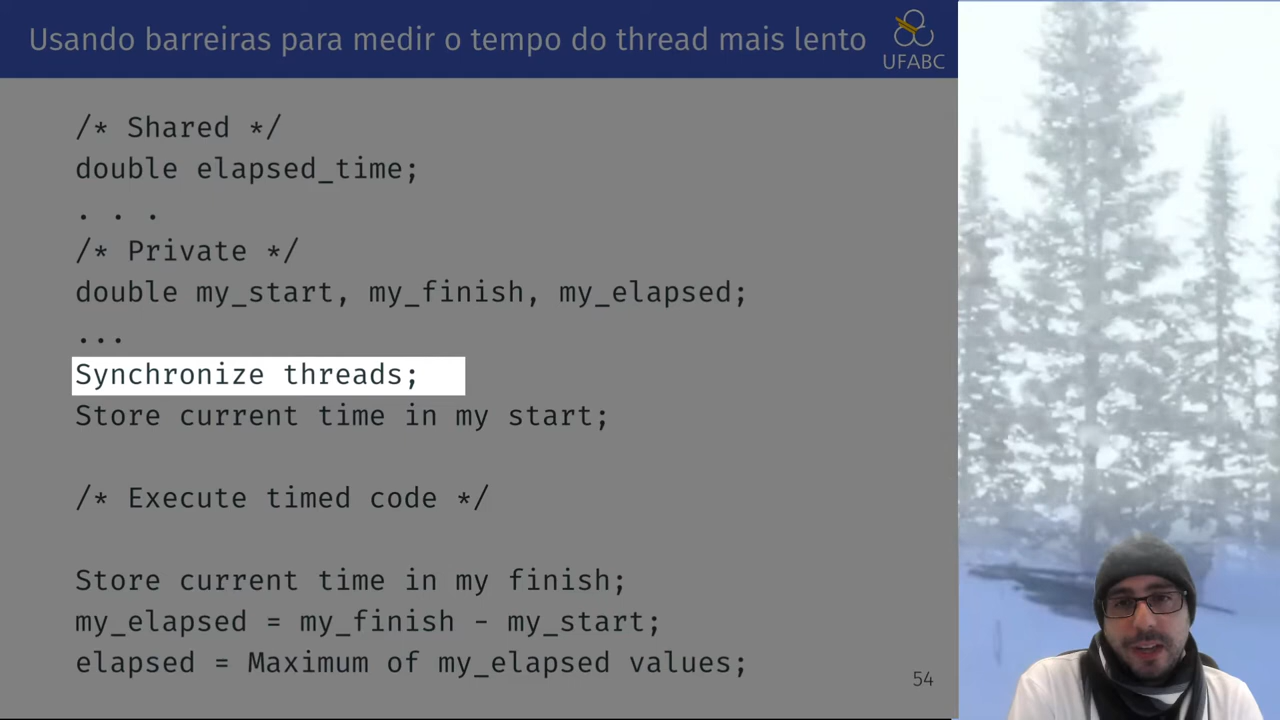 Usando barreiras para medir o tempo do thread mais lento
UFABC
/* Shared */
double elapsed_time;
. . .
/* Private */
double my_start, my_finish, my_elapsed;
...
Synchronize threads;
Store current time in my start;
/* Execute timed code */
Store current time in my finish;
my_elapsed = my_finish - my_start;
elapsed = Maximum of my_elapsed values;
54